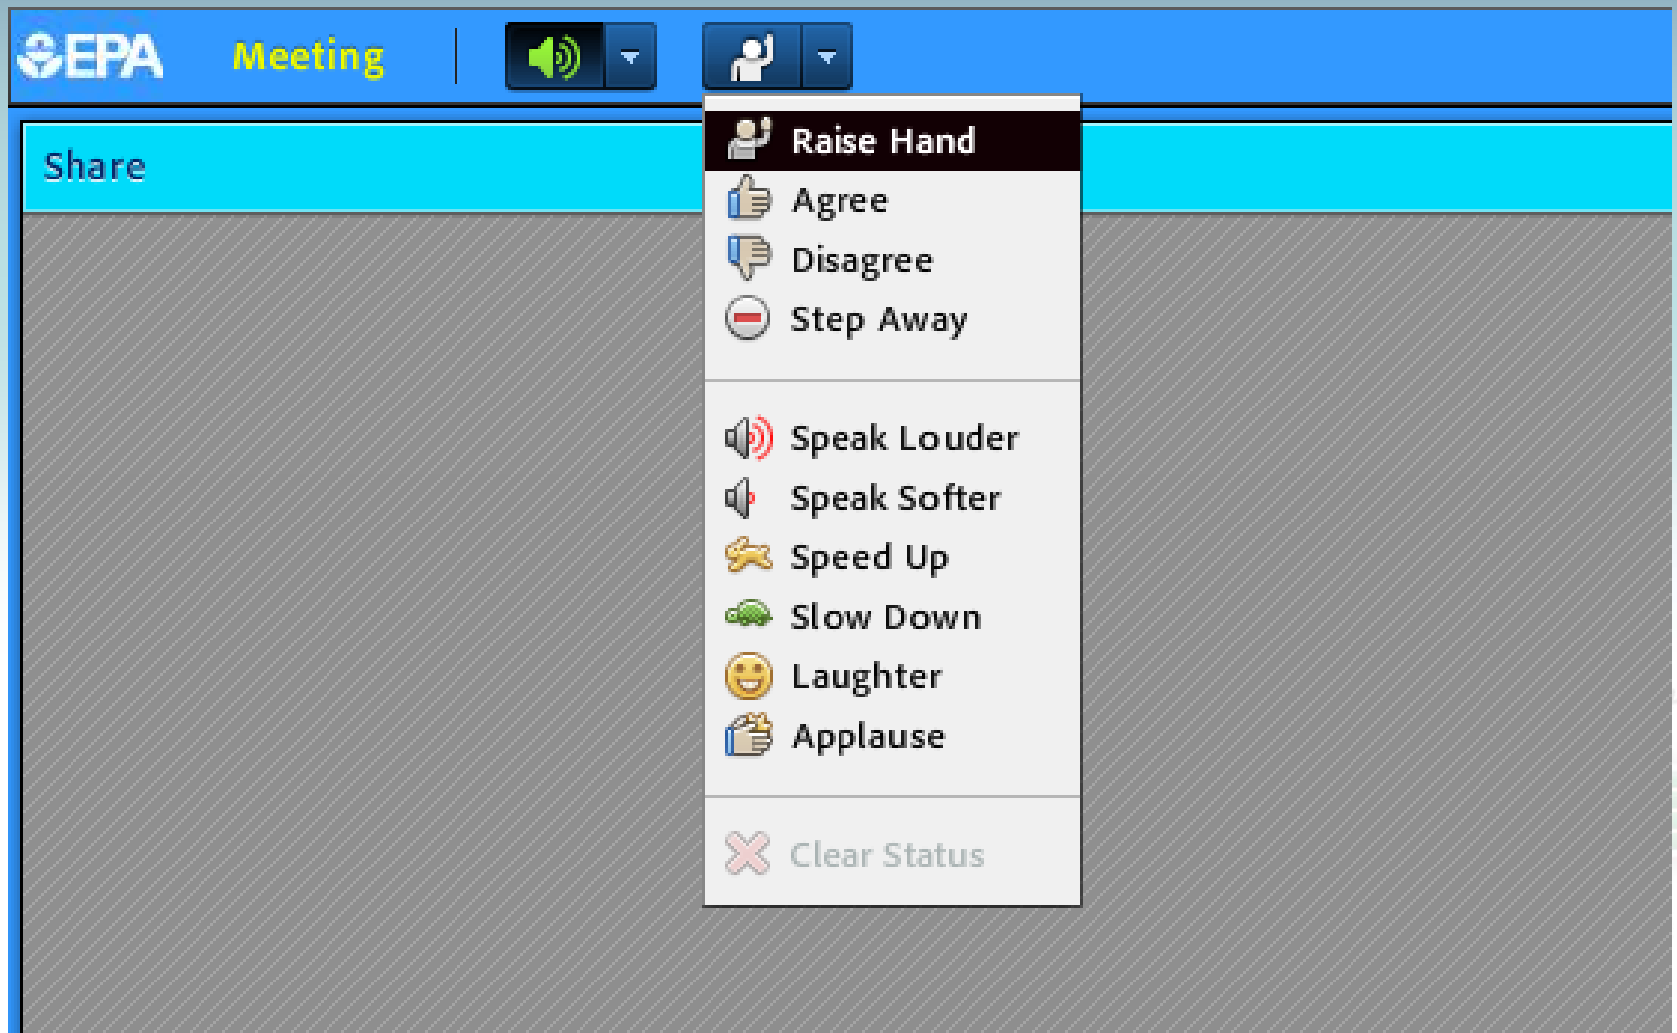 EPA Meeting
Share
Raise Hand
Agree
Disagree
Step Away
Speak Louder
Speak Softer
Speed Up
Slow Down
Laughter
Applause
Clear Status